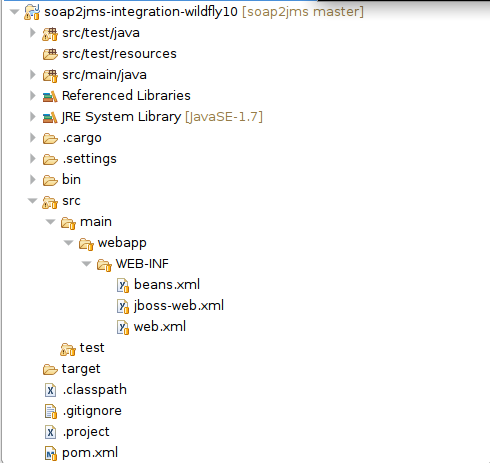 soap2jms-integration-wildfly10 [soap2jms master]
src/test/java
src/test/resources
src/main/java
Referenced Libraries
JRE System Library [JavaSE-1.7]
.cargo
.settings
bin
src
main
webapp
WEB-INF
beans.xml
jboss-web.xml
web.xml
test
target
.classpath
.gitignore
.project
pom.xml